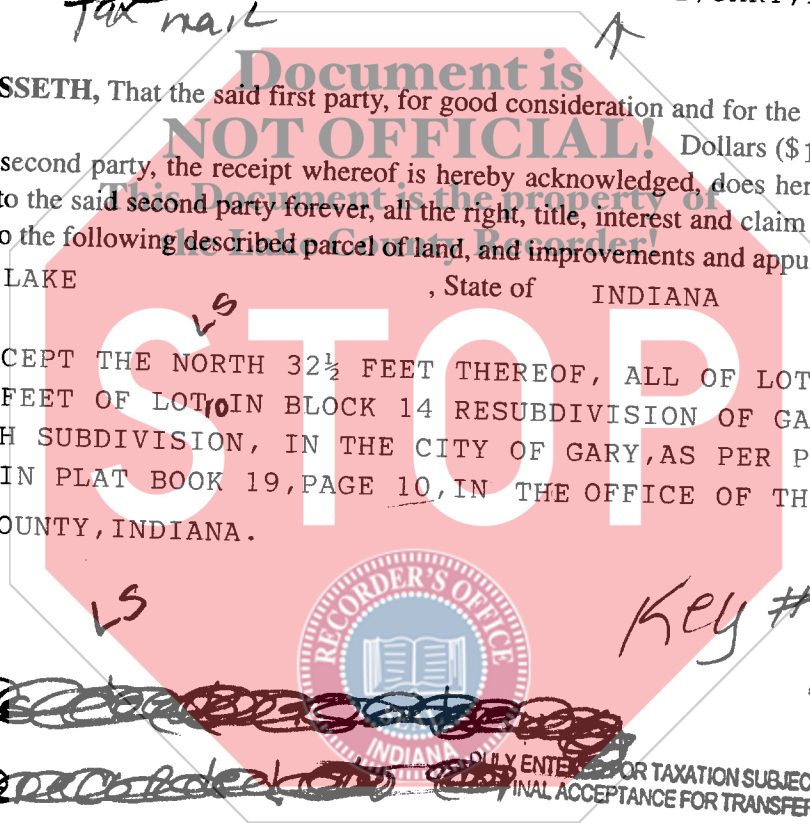 Tax mail
Document is
SSETH, That the said first party, for good consideration and for the
NOT OFFICIAL!
Dollars ($1
second party, the receipt whereof is hereby acknowledged, does her
This Document is the property of
to the said second party forever, all the right, title, interest and claim
the Lake County Recorder!
o the following described parcel of land, and improvements and appu
LAKE , State of INDIANA
LS
STOP
CEPT THE NORTH 32½ FEET THEREOF, ALL OF LOT
FEET OF LOT 10 IN BLOCK 14 RESUBDIVISION OF GA
H SUBDIVISION, IN THE CITY OF GARY,AS PER P
IN PLAT BOOK 19,PAGE 10,IN THE OFFICE OF TH
OUNTY,INDIANA.
LS
Key #
RECORDER'S OFFICE
INDIANA
DULY ENTE FOR TAXATION SUBJEC
INAL ACCEPTANCE FOR TRANSFER